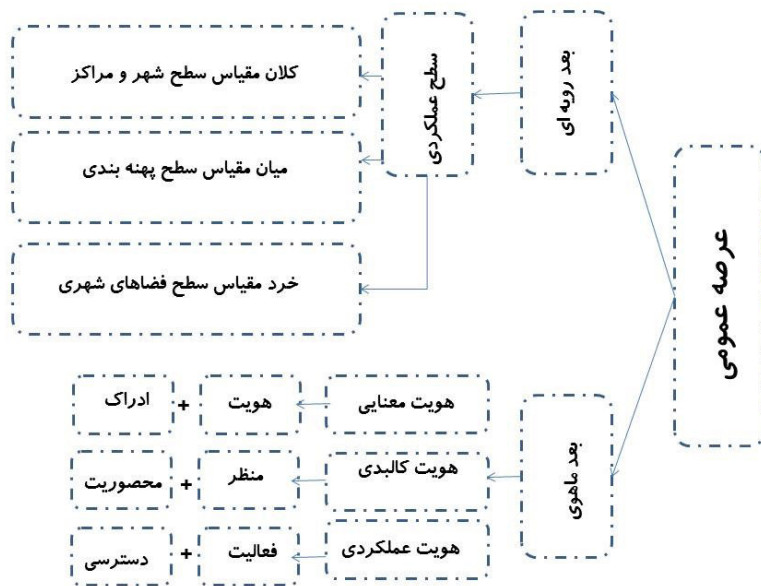 عرصه عمومی
بعد رویه ای
سطح عملکردی
کلان مقیاس سطح شهر و مراکز
میان مقیاس سطح پهنه بندی
خرد مقیاس سطح فضاهای شهری
بعد ماهوی
هویت معنایی
هویت + ادراک
هویت کالبدی
منظر + محصوریت
هویت عملکردی
فعالیت + دسترسی